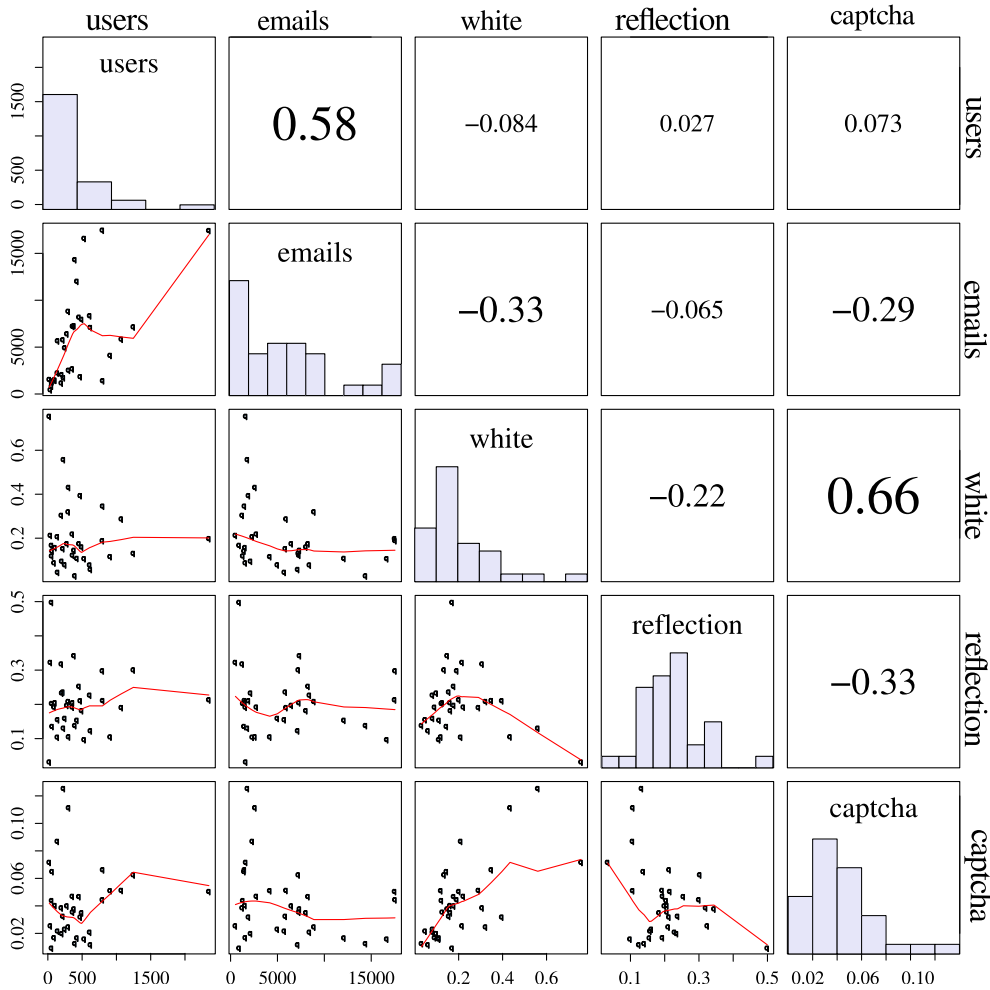 users emails white reflection captcha
users 0.58 −0.084 0.027 0.073 users
0 500 1500
emails −0.33 −0.065 −0.29 emails
0 5000 15000
white −0.22 0.66 white
0.2 0.4 0.6
reflection −0.33 reflection
0.1 0.3 0.5
captcha captcha
0.02 0.06 0.10
0 500 1500 0 5000 15000 0.2 0.4 0.6 0.1 0.3 0.5 0.02 0.06 0.10